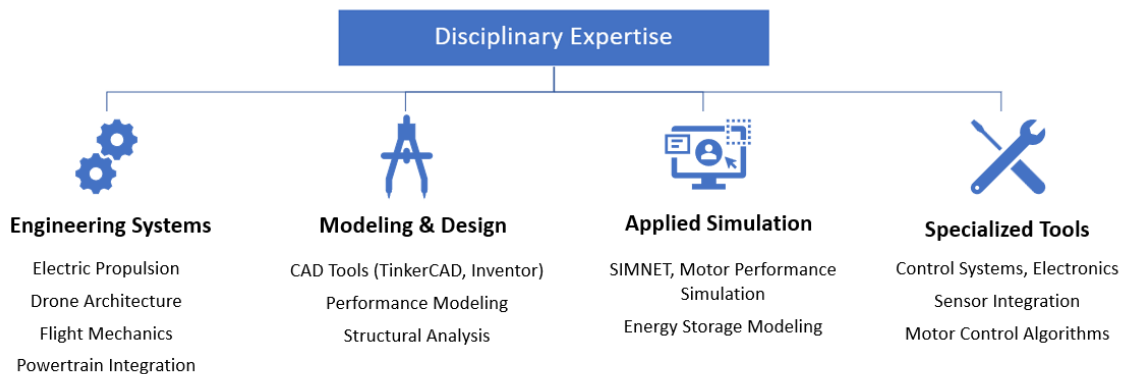 Disciplinary Expertise
Engineering Systems
Electric Propulsion
Drone Architecture
Flight Mechanics
Powertrain Integration
Modeling & Design
CAD Tools (TinkerCAD, Inventor)
Performance Modeling
Structural Analysis
Applied Simulation
SIMNET, Motor Performance
Simulation
Energy Storage Modeling
Specialized Tools
Control Systems, Electronics
Sensor Integration
Motor Control Algorithms